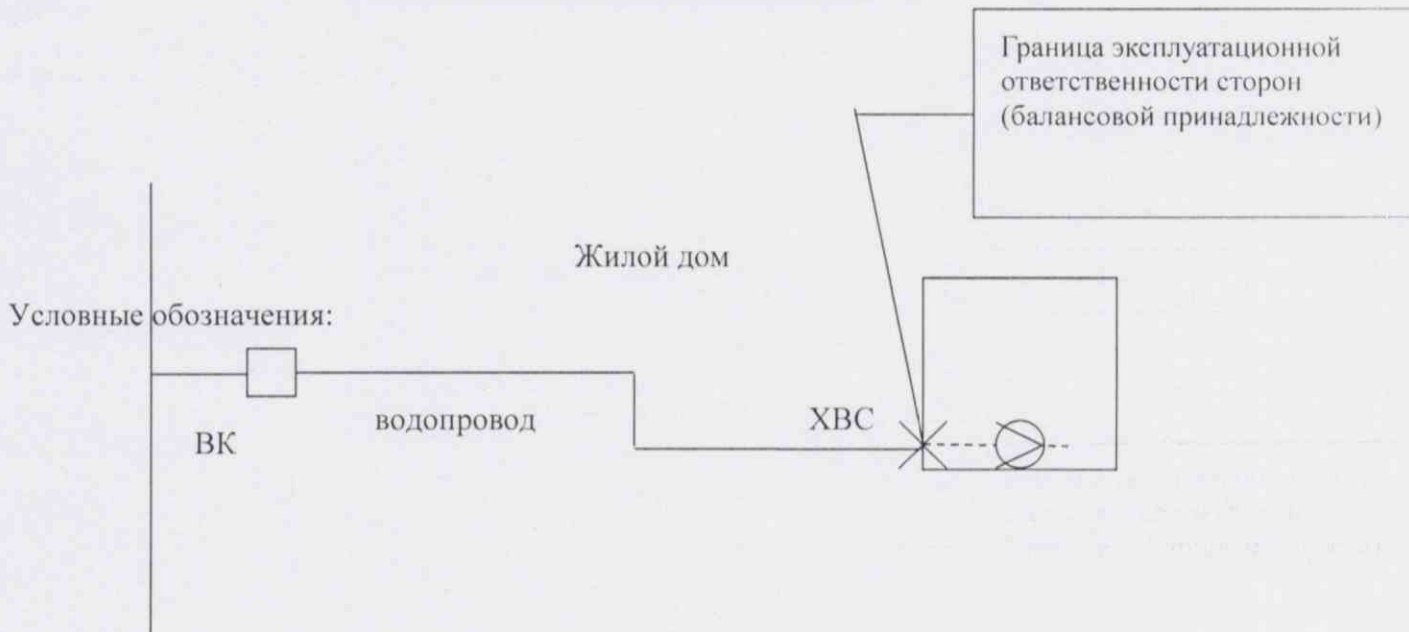 Граница эксплуатационной
ответственности сторон
(балансовой принадлежности)
Жилой дом
Условные обозначения:
водопровод
ХВС
ВК